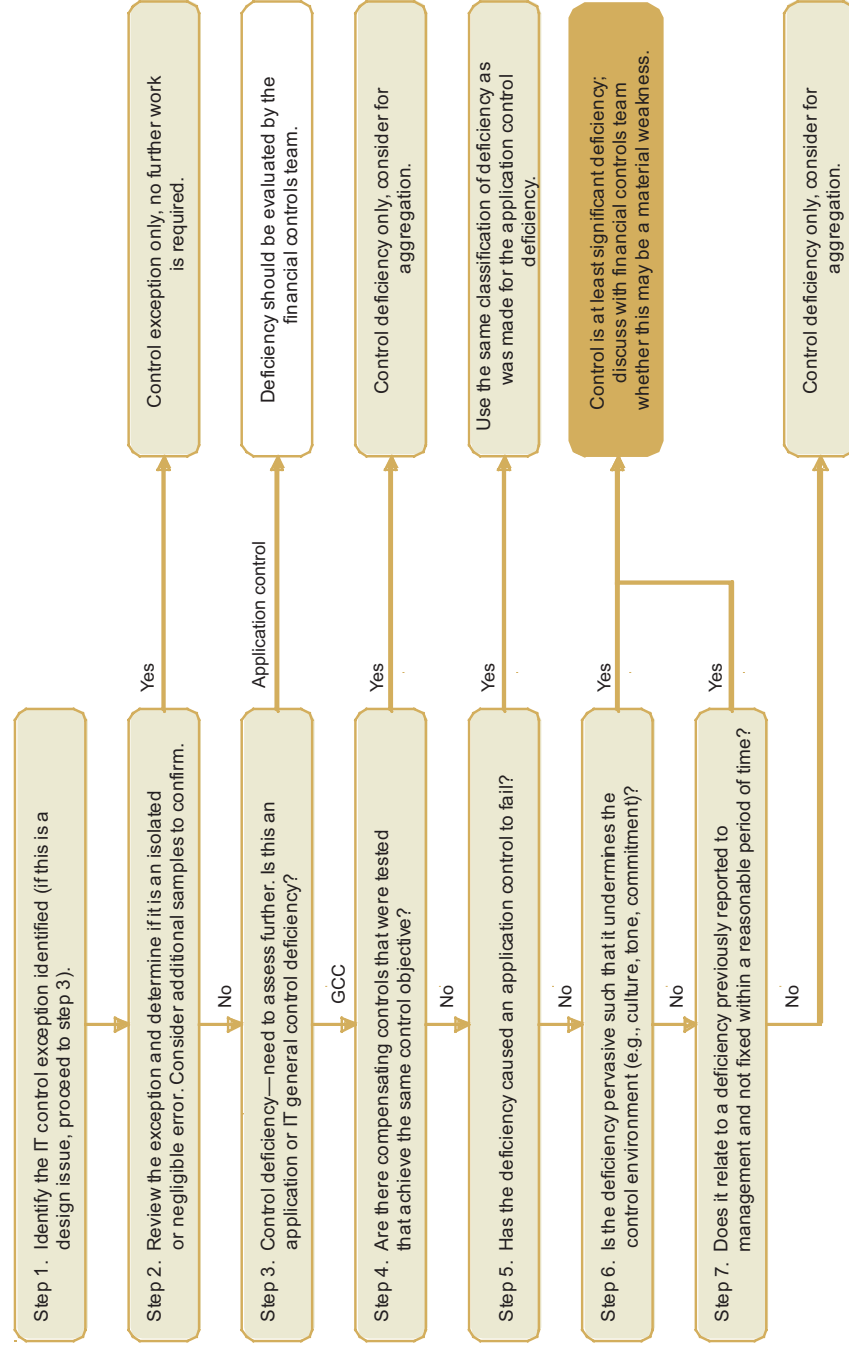 Step 1. Identify the IT control exception identified (if this is a
design issue, proceed to step 3).
Step 2. Review the exception and determine if it is an isolated
or negligible error. Consider additional samples to confirm.
Yes
Control exception only, no further work
is required.
No
Step 3. Control deficiency—need to assess further. Is this an
application or IT general control deficiency?
Application control
Deficiency should be evaluated by the
financial controls team.
GCC
Step 4. Are there compensating controls that were tested
that achieve the same control objective?
Yes
Control deficiency only, consider for
aggregation.
No
Step 5. Has the deficiency caused an application control to fail?
Yes
Use the same classification of deficiency as
was made for the application control
deficiency.
No
Step 6. Is the deficiency pervasive such that it undermines the
control environment (e.g., culture, tone, commitment)?
Yes
Control is at least significant deficiency;
discuss with financial controls team
whether this may be a material weakness.
No
Step 7. Does it relate to a deficiency previously reported to
management and not fixed within a reasonable period of time?
Yes
No
Control deficiency only, consider for
aggregation.